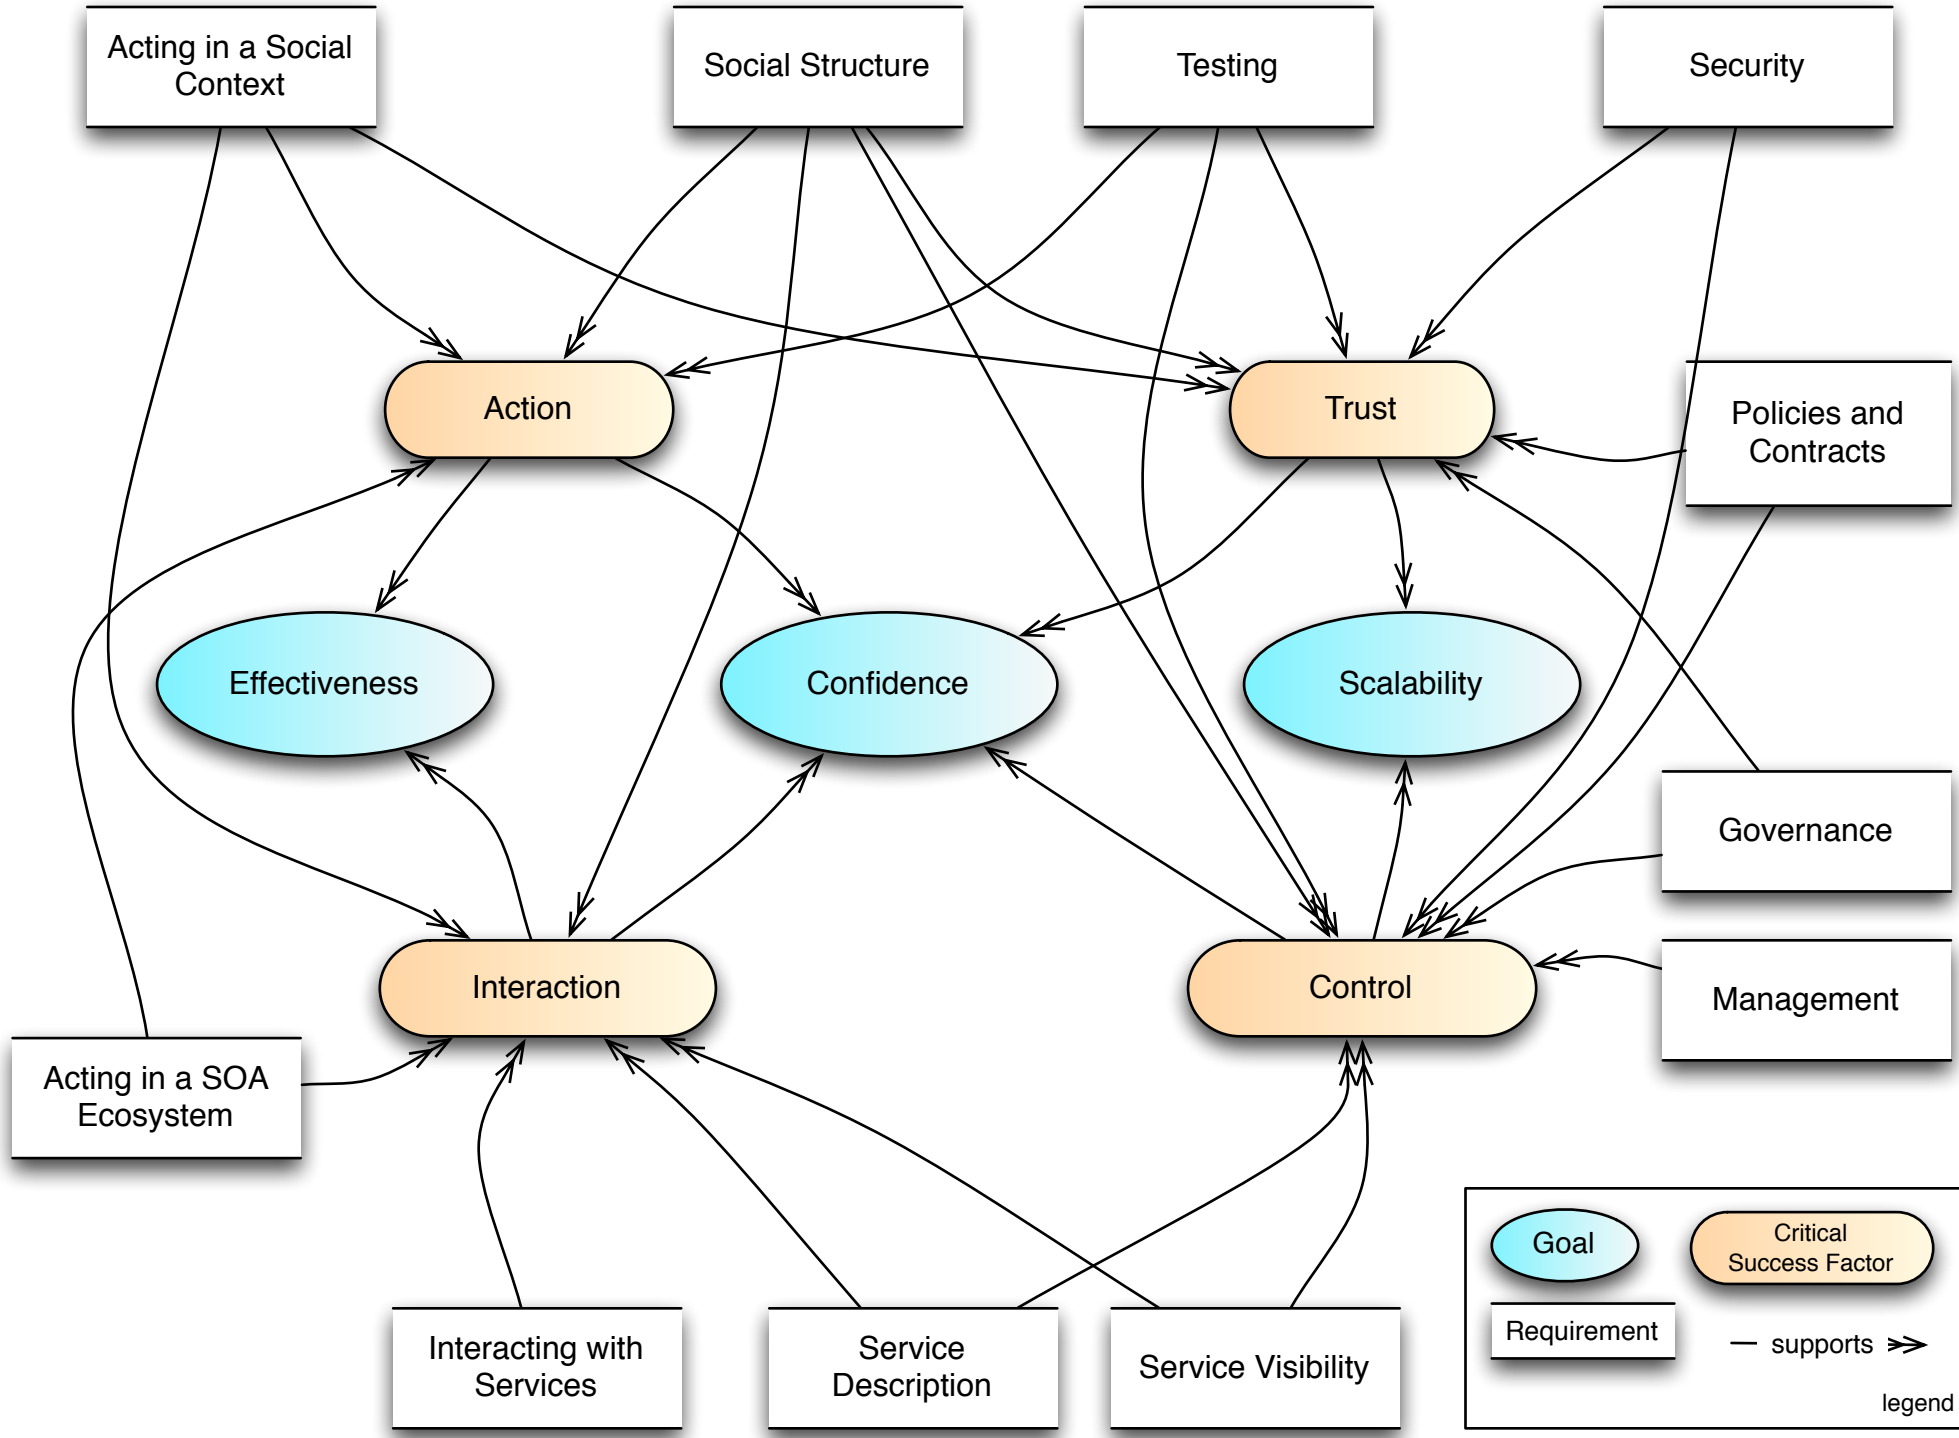 Acting in a Social
Context
Social Structure
Testing
Security
Action
Trust
Policies and
Contracts
Effectiveness
Confidence
Scalability
Governance
Interaction
Control
Management
Acting in a SOA
Ecosystem
Interacting with
Services
Service
Description
Service Visibility
Goal
Critical
Success Factor
Requirement
supports
legend